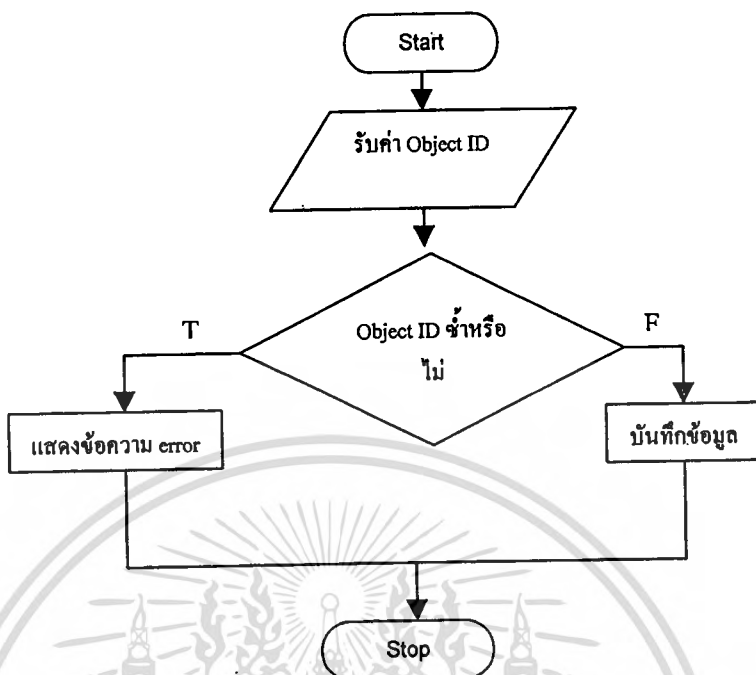 Start
รับค่า Object ID
Object ID ซ้ำหรือ
ไม่
T
F
แสดงข้อความ error
บันทึกข้อมูล
Stop